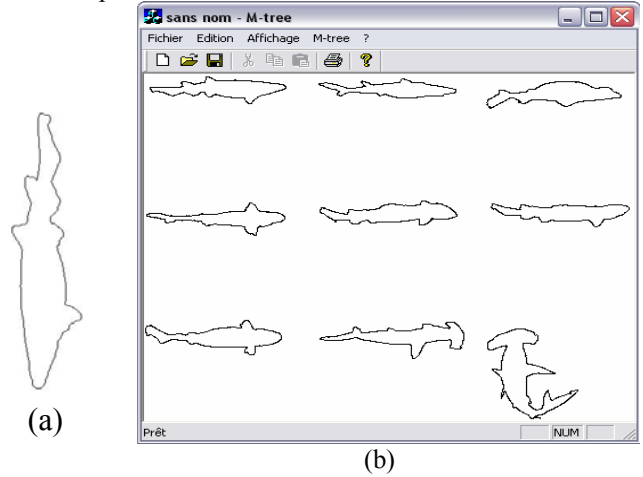 sans nom - M-tree
Fichier Edition Affichage M-tree ?
Prêt NUM
(a)
(b)